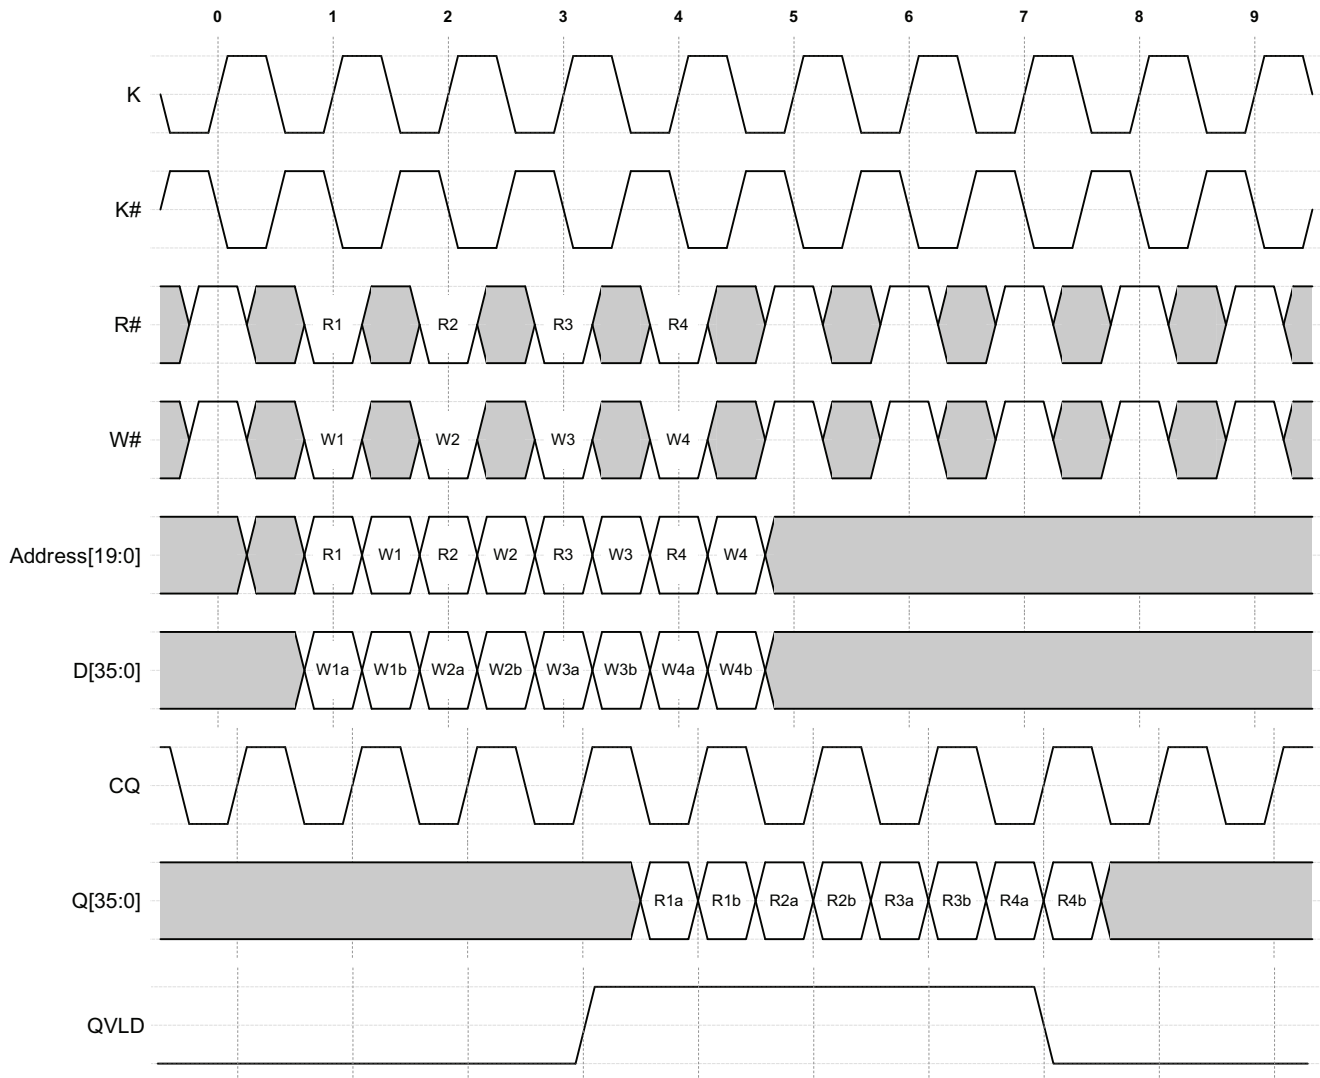 0 1 2 3 4 5 6 7 8 9
K
K#
R# R1 R2 R3 R4
W# W1 W2 W3 W4
Address[19:0] R1 W1 R2 W2 R3 W3 R4 W4
D[35:0] W1a W1b W2a W2b W3a W3b W4a W4b
CQ
Q[35:0] R1a R1b R2a R2b R3a R3b R4a R4b
QVLD